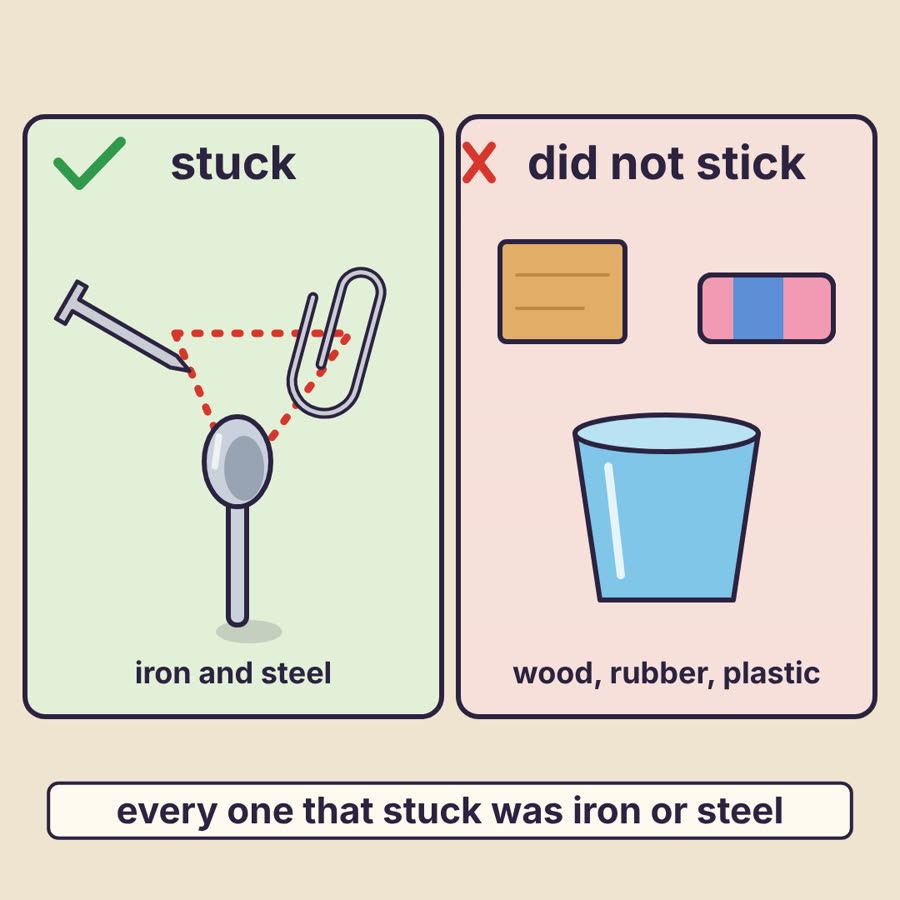 stuck
did not stick
iron and steel
wood, rubber, plastic
every one that stuck was iron or steel